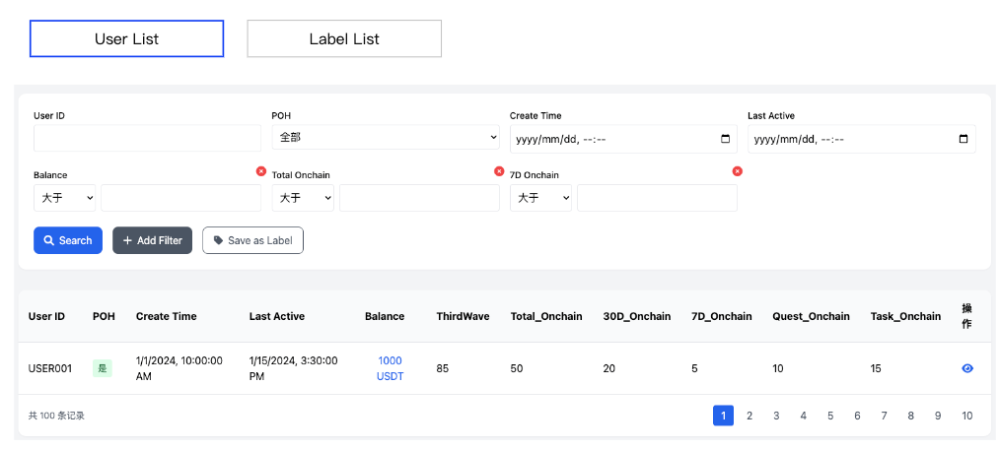 User List Label List
User ID POH Create Time Last Active
全部 yyyy/mm/dd, --:-- yyyy/mm/dd, --:--
Balance Total Onchain 7D Onchain
大于 大于 大于
Search Add Filter Save as Label
User ID POH Create Time Last Active Balance ThirdWave Total_Onchain 30D_Onchain 7D_Onchain Quest_Onchain Task_Onchain 操作
USER001 是 1/1/2024, 10:00:00 AM 1/15/2024, 3:30:00 PM 1000 USDT 85 50 20 5 10 15
共 100 条记录 1 2 3 4 5 6 7 8 9 10